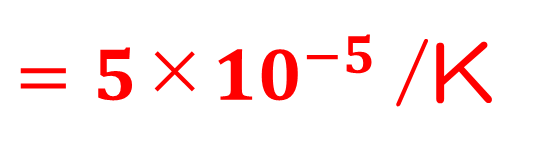 = 5×10⁻⁵ /K